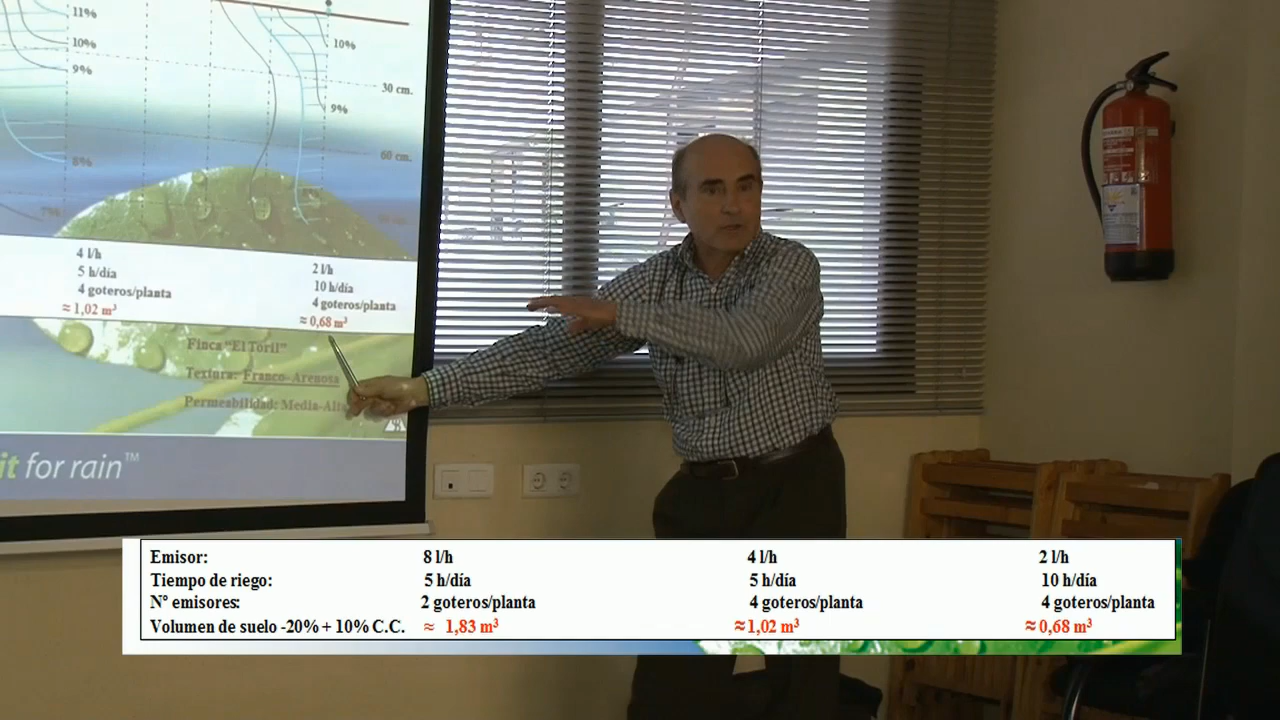 11%
10%
9%
8%
7%
10%
30 cm.
9%
60 cm.
4 l/h
5 h/día
4 goteros/planta
≈ 1,02 m³
2 l/h
10 h/día
4 goteros/planta
≈ 0,68 m³
Finca "El Toril"
Textura: Franco-Arenosa
Permeabilidad: Media-Alta
it for rain™
Emisor: 8 l/h 4 l/h 2 l/h
Tiempo de riego: 5 h/día 5 h/día 10 h/día
Nº emisores: 2 goteros/planta 4 goteros/planta 4 goteros/planta
Volumen de suelo -20% + 10% C.C. ≈ 1,83 m³ ≈ 1,02 m³ ≈ 0,68 m³